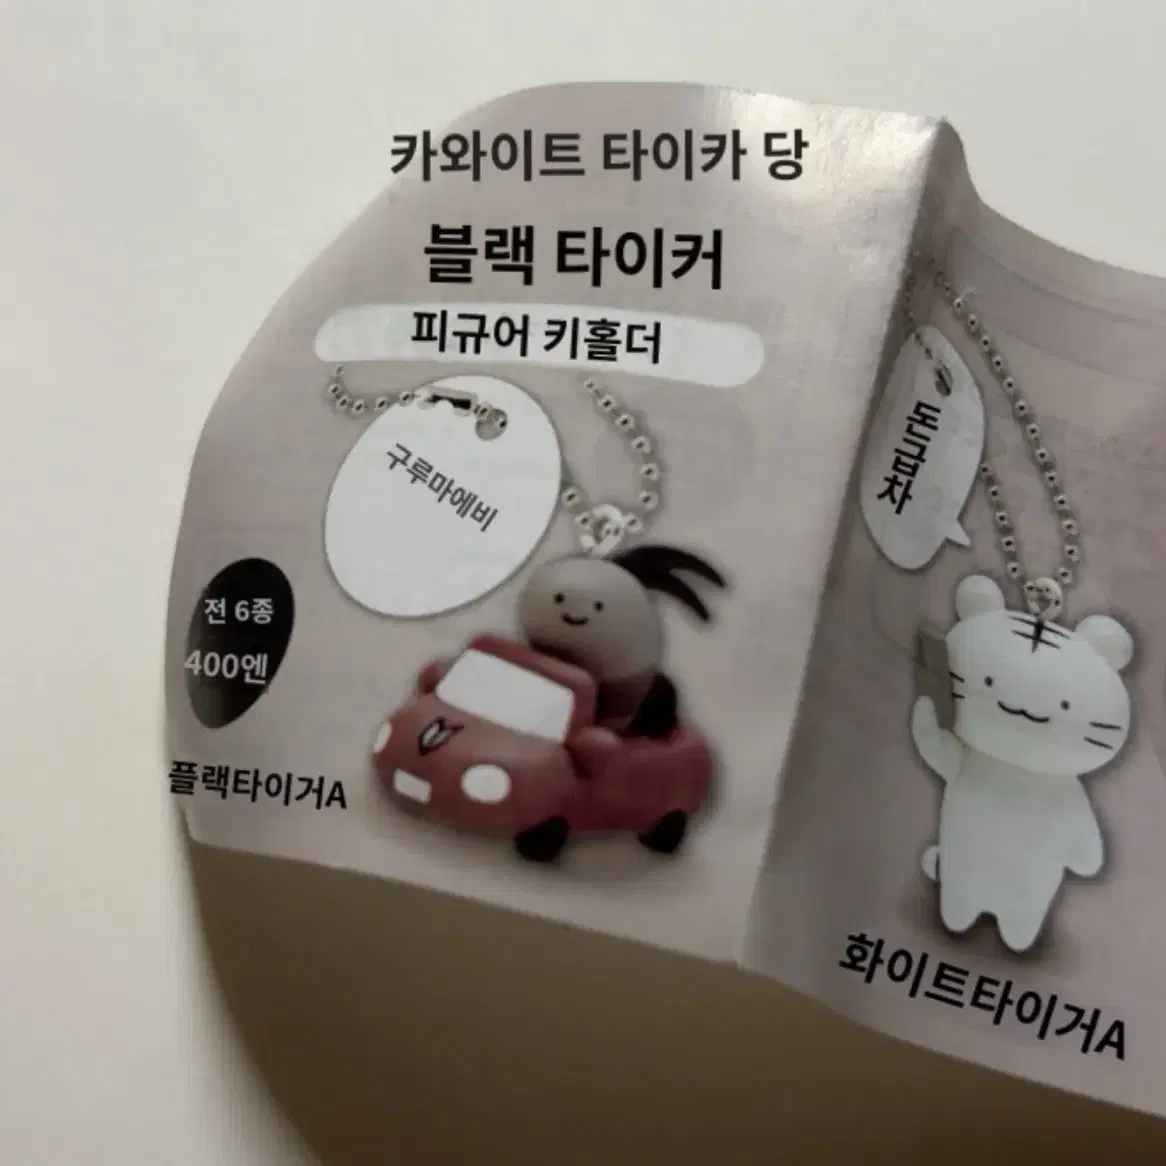 카와이트 타이카 당
블랙 타이커
피규어 키홀더
구루마에비
전 6종
400엔
플랙타이거A
돈급차
화이트타이거A